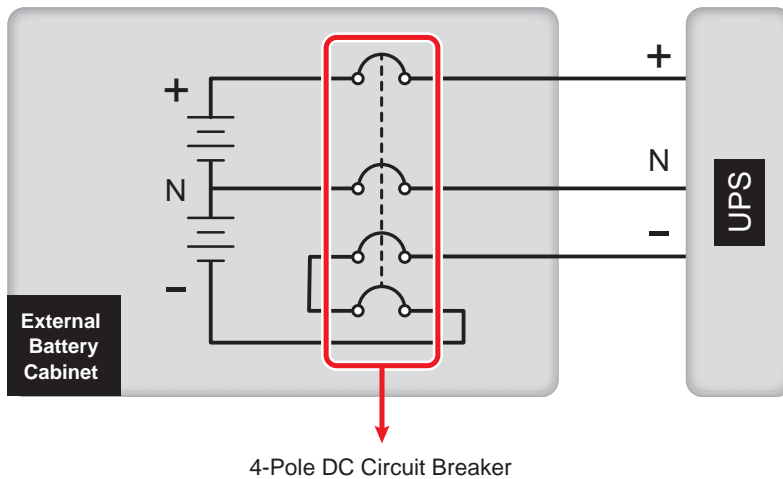 +
+
N
N
UPS
−
−
External
Battery
Cabinet
4-Pole DC Circuit Breaker